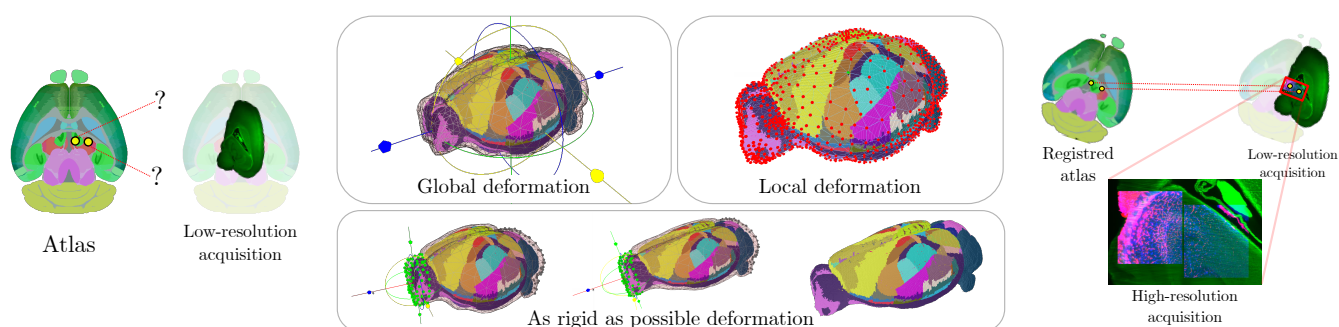 ?
?
Atlas
Low-resolution
acquisition
Global deformation
Local deformation
As rigid as possible deformation
Registred
atlas
Low-resolution
acquisition
High-resolution
acquisition